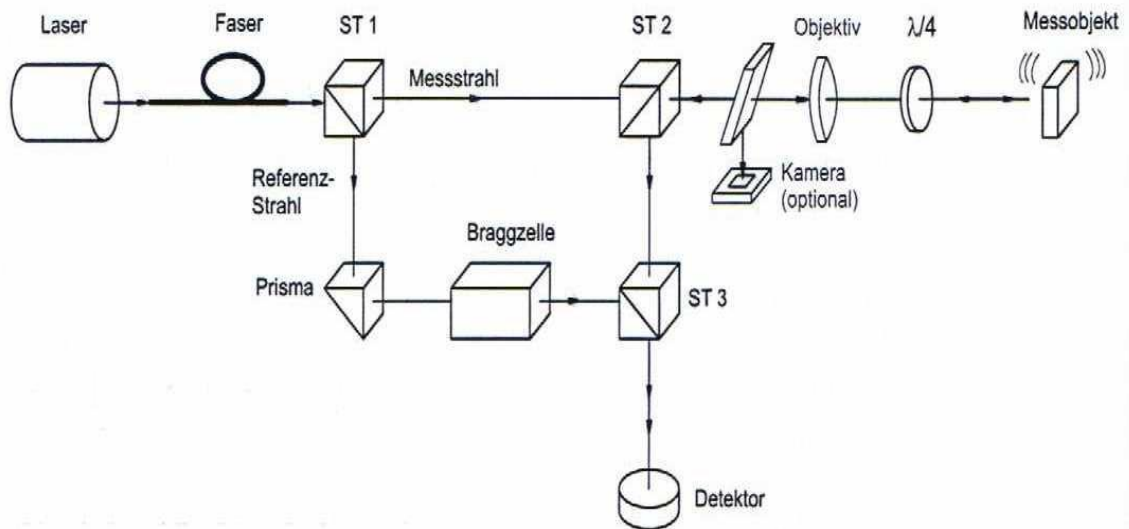 Laser
Faser
ST 1
ST 2
Objektiv
λ/4
Messobjekt
Messstrahl
Referenz-
Strahl
Kamera
(optional)
Braggzelle
Prisma
ST 3
Detektor